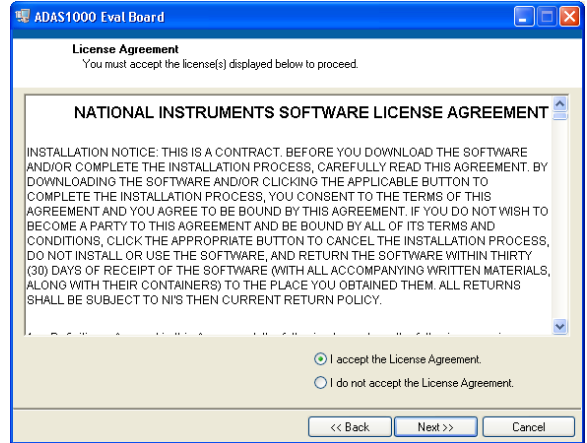 ADAS1000 Eval Board
License Agreement
You must accept the license(s) displayed below to proceed.
NATIONAL INSTRUMENTS SOFTWARE LICENSE AGREEMENT
INSTALLATION NOTICE: THIS IS A CONTRACT. BEFORE YOU DOWNLOAD THE SOFTWARE
AND/OR COMPLETE THE INSTALLATION PROCESS, CAREFULLY READ THIS AGREEMENT. BY
DOWNLOADING THE SOFTWARE AND/OR CLICKING THE APPLICABLE BUTTON TO
COMPLETE THE INSTALLATION PROCESS, YOU CONSENT TO THE TERMS OF THIS
AGREEMENT AND YOU AGREE TO BE BOUND BY THIS AGREEMENT. IF YOU DO NOT WISH TO
BECOME A PARTY TO THIS AGREEMENT AND BE BOUND BY ALL OF ITS TERMS AND
CONDITIONS, CLICK THE APPROPRIATE BUTTON TO CANCEL THE INSTALLATION PROCESS,
DO NOT INSTALL OR USE THE SOFTWARE, AND RETURN THE SOFTWARE WITHIN THIRTY
(30) DAYS OF RECEIPT OF THE SOFTWARE (WITH ALL ACCOMPANYING WRITTEN MATERIALS,
ALONG WITH THEIR CONTAINERS) TO THE PLACE YOU OBTAINED THEM. ALL RETURNS
SHALL BE SUBJECT TO NI'S THEN CURRENT RETURN POLICY.
I accept the License Agreement.
I do not accept the License Agreement.
<< Back Next >> Cancel